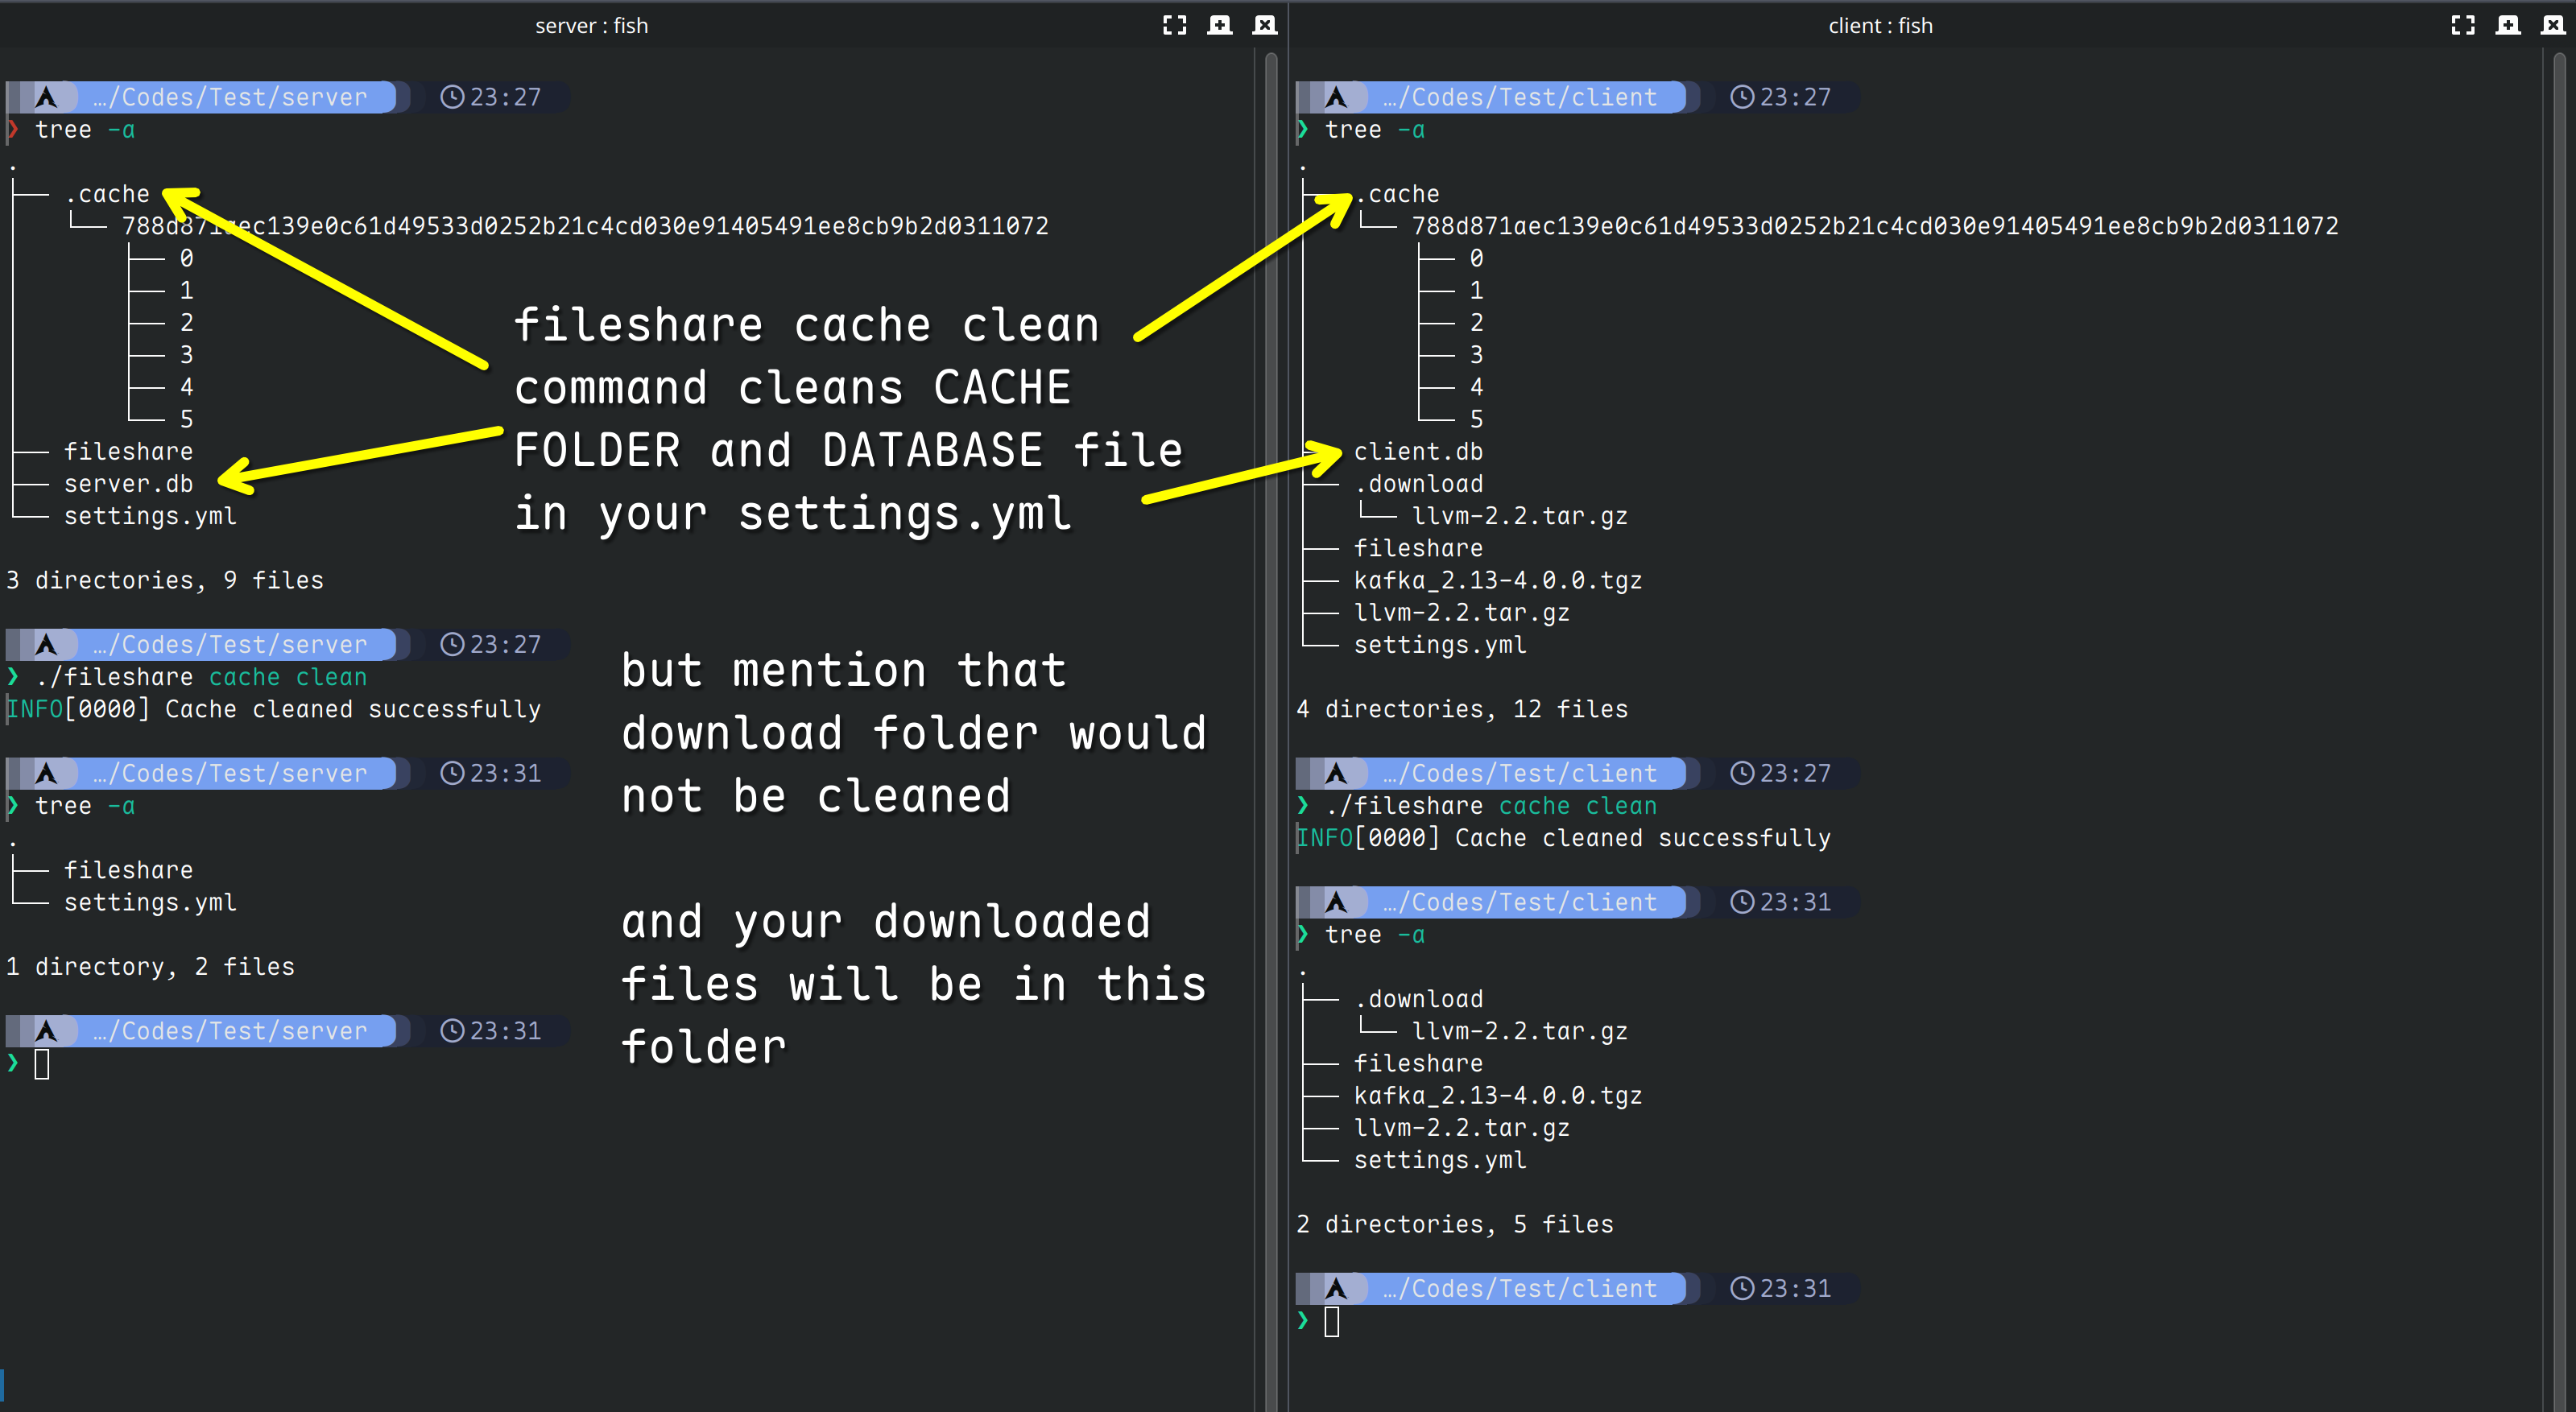 server : fish
…/Codes/Test/server 23:27
❯ tree -a
.
├── .cache
│   └── 788d871aec139e0c61d49533d0252b21c4cd030e91405491ee8cb9b2d0311072
│       ├── 0
│       ├── 1
│       ├── 2
│       ├── 3
│       ├── 4
│       └── 5
├── fileshare
├── server.db
└── settings.yml
3 directories, 9 files
…/Codes/Test/server 23:27
❯ ./fileshare cache clean
INFO[0000] Cache cleaned successfully
…/Codes/Test/server 23:31
❯ tree -a
.
├── fileshare
└── settings.yml
1 directory, 2 files
…/Codes/Test/server 23:31
❯
fileshare cache clean
command cleans CACHE
FOLDER and DATABASE file
in your settings.yml
but mention that
download folder would
not be cleaned
and your downloaded
files will be in this
folder
client : fish
…/Codes/Test/client 23:27
❯ tree -a
.
├── .cache
│   └── 788d871aec139e0c61d49533d0252b21c4cd030e91405491ee8cb9b2d0311072
│       ├── 0
│       ├── 1
│       ├── 2
│       ├── 3
│       ├── 4
│       └── 5
├── client.db
├── .download
│   └── llvm-2.2.tar.gz
├── fileshare
├── kafka_2.13-4.0.0.tgz
├── llvm-2.2.tar.gz
└── settings.yml
4 directories, 12 files
…/Codes/Test/client 23:27
❯ ./fileshare cache clean
INFO[0000] Cache cleaned successfully
…/Codes/Test/client 23:31
❯ tree -a
.
├── .download
│   └── llvm-2.2.tar.gz
├── fileshare
├── kafka_2.13-4.0.0.tgz
├── llvm-2.2.tar.gz
└── settings.yml
2 directories, 5 files
…/Codes/Test/client 23:31
❯